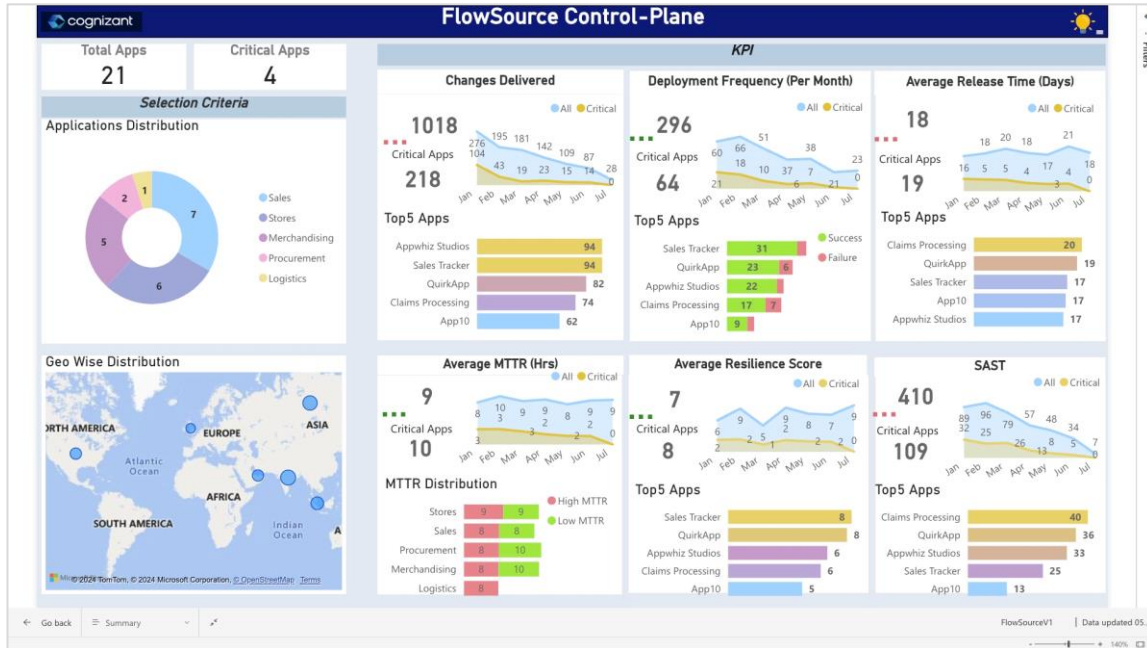 cognizant
FlowSource Control-Plane
Filters
Total Apps
21
Critical Apps
4
Selection Criteria
Applications Distribution
7
6
5
2
1
Sales
Stores
Merchandising
Procurement
Logistics
Geo Wise Distribution
NORTH AMERICA
EUROPE
ASIA
Atlantic
Ocean
AFRICA
SOUTH AMERICA
Indian
Ocean
A
© 2024 TomTom, © 2024 Microsoft Corporation, © OpenStreetMap Terms
KPI
Changes Delivered
All Critical
1018
Critical Apps
218
276 195 181 142 109 87 28
104 43 19 23 15 14 0
Jan Feb Mar Apr May Jun Jul
Top5 Apps
Appwhiz Studios 94
Sales Tracker 94
QuirkApp 82
Claims Processing 74
App10 62
Deployment Frequency (Per Month)
All Critical
296
Critical Apps
64
60 66 51 37 38 21 23
21 18 10 6 7 0
Jan Feb Mar Apr May Jun Jul
Top5 Apps
Success
Failure
Sales Tracker 31
QuirkApp 23 6
Appwhiz Studios 22
Claims Processing 17 7
App10 9
Average Release Time (Days)
All Critical
18
Critical Apps
19
16 18 20 18 17 21 18
5 5 4 3 4 0
Jan Feb Mar Apr May Jun Jul
Top5 Apps
Claims Processing 20
QuirkApp 19
Sales Tracker 17
App10 17
Appwhiz Studios 17
Average MTTR (Hrs)
All Critical
9
Critical Apps
10
8 10 9 9 8 9 9
3 3 3 2 2 2 0
Jan Feb Mar Apr May Jun Jul
MTTR Distribution
High MTTR
Low MTTR
Stores 9 9
Sales 8 8
Procurement 8 10
Merchandising 8 10
Logistics 8
Average Resilience Score
All Critical
7
Critical Apps
8
6 9 5 9 8 7 9
2 2 1 2 2 2 0
Jan Feb Mar Apr May Jun Jul
Top5 Apps
Sales Tracker 8
QuirkApp 8
Appwhiz Studios 6
Claims Processing 6
App10 5
SAST
All Critical
410
Critical Apps
109
89 96 79 57 48 34 7
32 25 26 13 8 5 0
Jan Feb Mar Apr May Jun Jul
Top5 Apps
Claims Processing 40
QuirkApp 36
Appwhiz Studios 33
Sales Tracker 25
App10 13
Go back
Summary
FlowSourceV1 | Data updated 05.
- + 140%